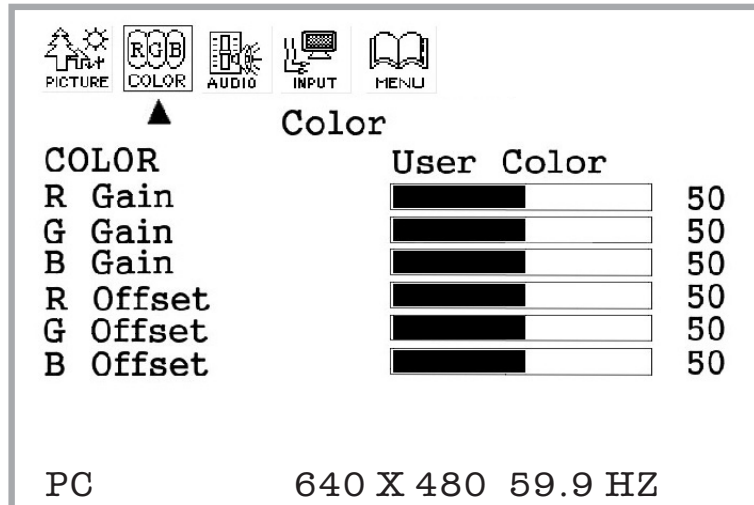 PICTURE RGB COLOR AUDIO INPUT MENU
Color
COLOR User Color
R Gain 50
G Gain 50
B Gain 50
R Offset 50
G Offset 50
B Offset 50
PC 640 X 480 59.9 HZ